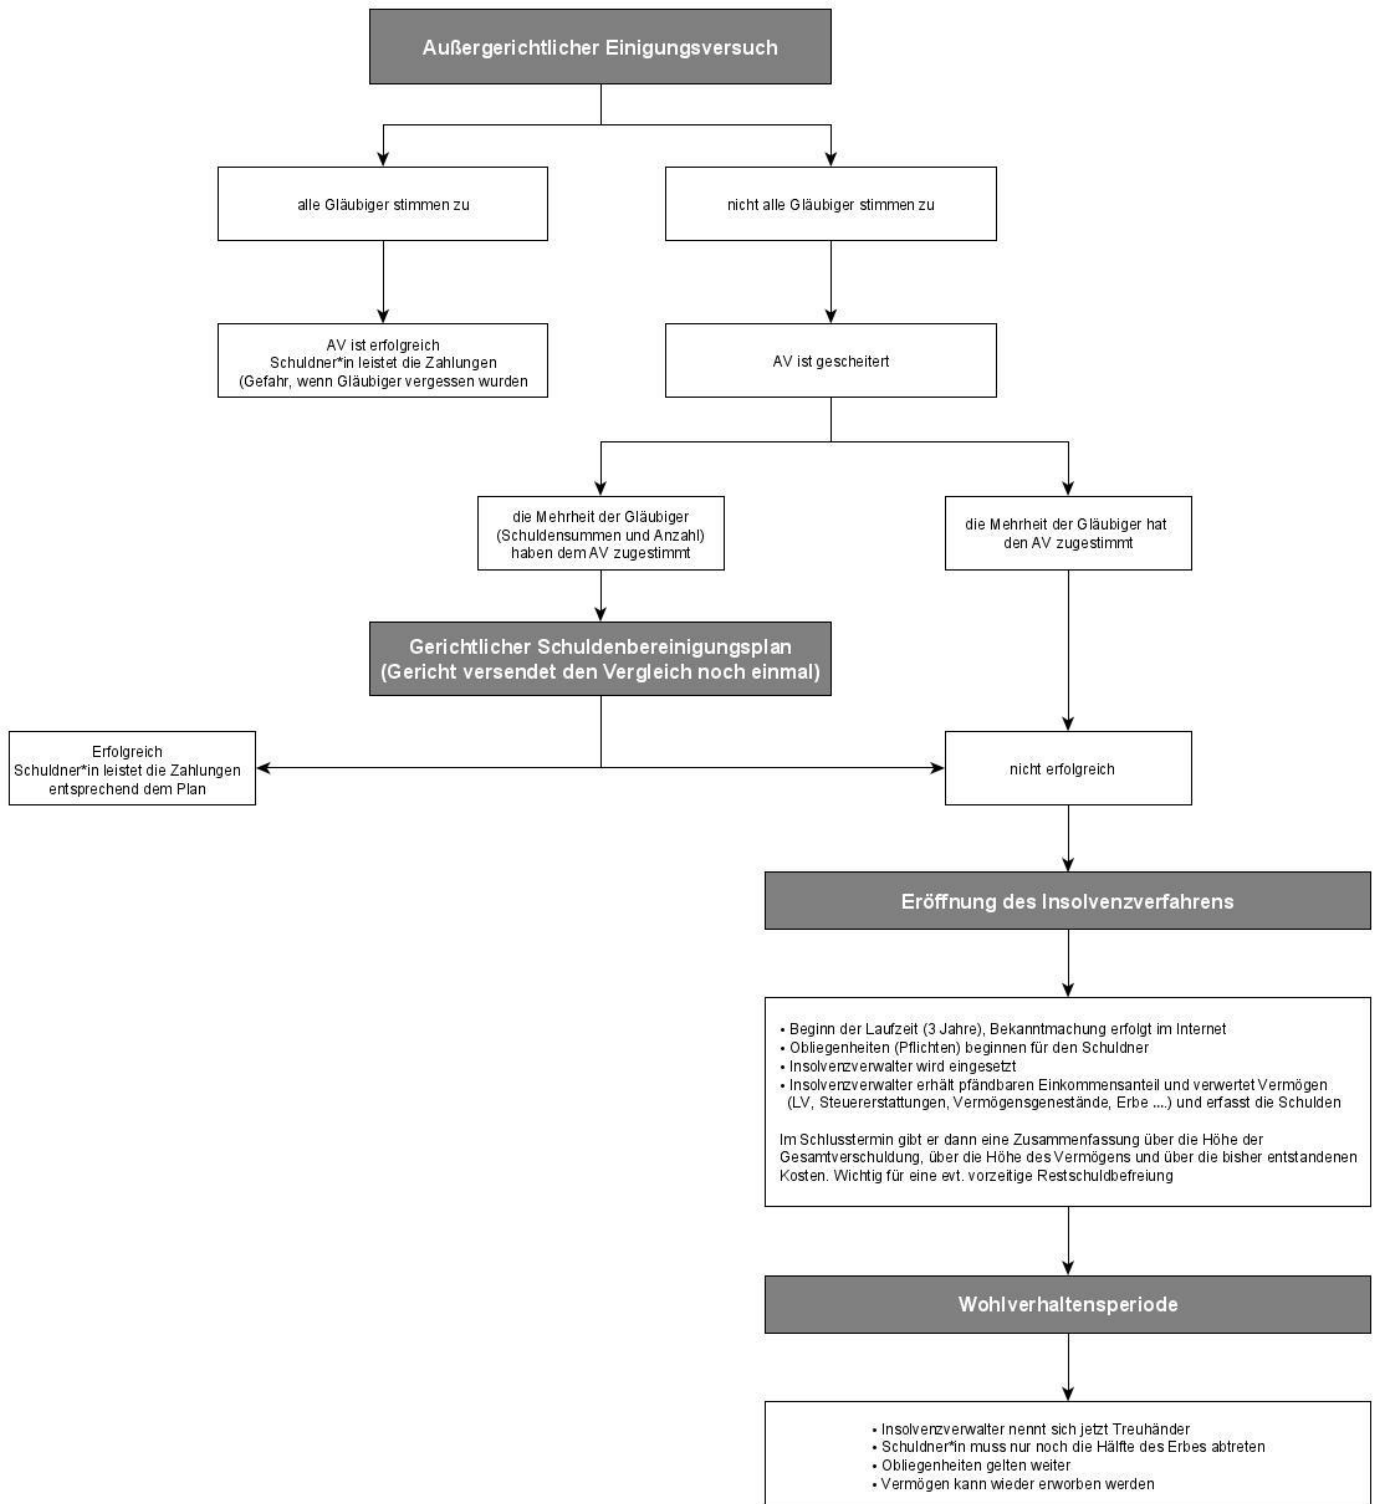 Außergerichtlicher Einigungsversuch
alle Gläubiger stimmen zu
nicht alle Gläubiger stimmen zu
AV ist erfolgreich
Schuldner*in leistet die Zahlungen
(Gefahr, wenn Gläubiger vergessen wurden
AV ist gescheitert
die Mehrheit der Gläubiger
(Schuldensummen und Anzahl)
haben dem AV zugestimmt
die Mehrheit der Gläubiger hat
den AV zugestimmt
Gerichtlicher Schuldenbereinigungsplan
(Gericht versendet den Vergleich noch einmal)
Erfolgreich
Schuldner*in leistet die Zahlungen
entsprechend dem Plan
nicht erfolgreich
Eröffnung des Insolvenzverfahrens
• Beginn der Laufzeit (3 Jahre), Bekanntmachung erfolgt im Internet
• Obliegenheiten (Pflichten) beginnen für den Schuldner
• Insolvenzverwalter wird eingesetzt
• Insolvenzverwalter erhält pfändbaren Einkommensanteil und verwertet Vermögen
(LV, Steuererstattungen, Vermögensgenestände, Erbe ....) und erfasst die Schulden
Im Schlusstermin gibt er dann eine Zusammenfassung über die Höhe der
Gesamtverschuldung, über die Höhe des Vermögens und über die bisher entstandenen
Kosten. Wichtig für eine evt. vorzeitige Restschuldbefreiung
Wohlverhaltensperiode
• Insolvenzverwalter nennt sich jetzt Treuhänder
• Schuldner*in muss nur noch die Hälfte des Erbes abtreten
• Obliegenheiten gelten weiter
• Vermögen kann wieder erworben werden